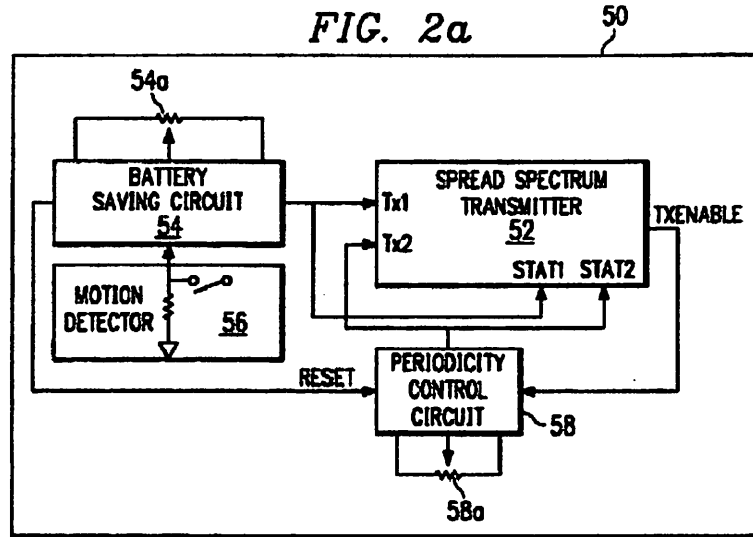 FIG. 2a
50
54a
BATTERY
SAVING CIRCUIT
54
Tx1
Tx2
SPREAD SPECTRUM
TRANSMITTER
52
STAT1 STAT2
TXENABLE
MOTION
DETECTOR
56
RESET
PERIODICITY
CONTROL
CIRCUIT
58
58a